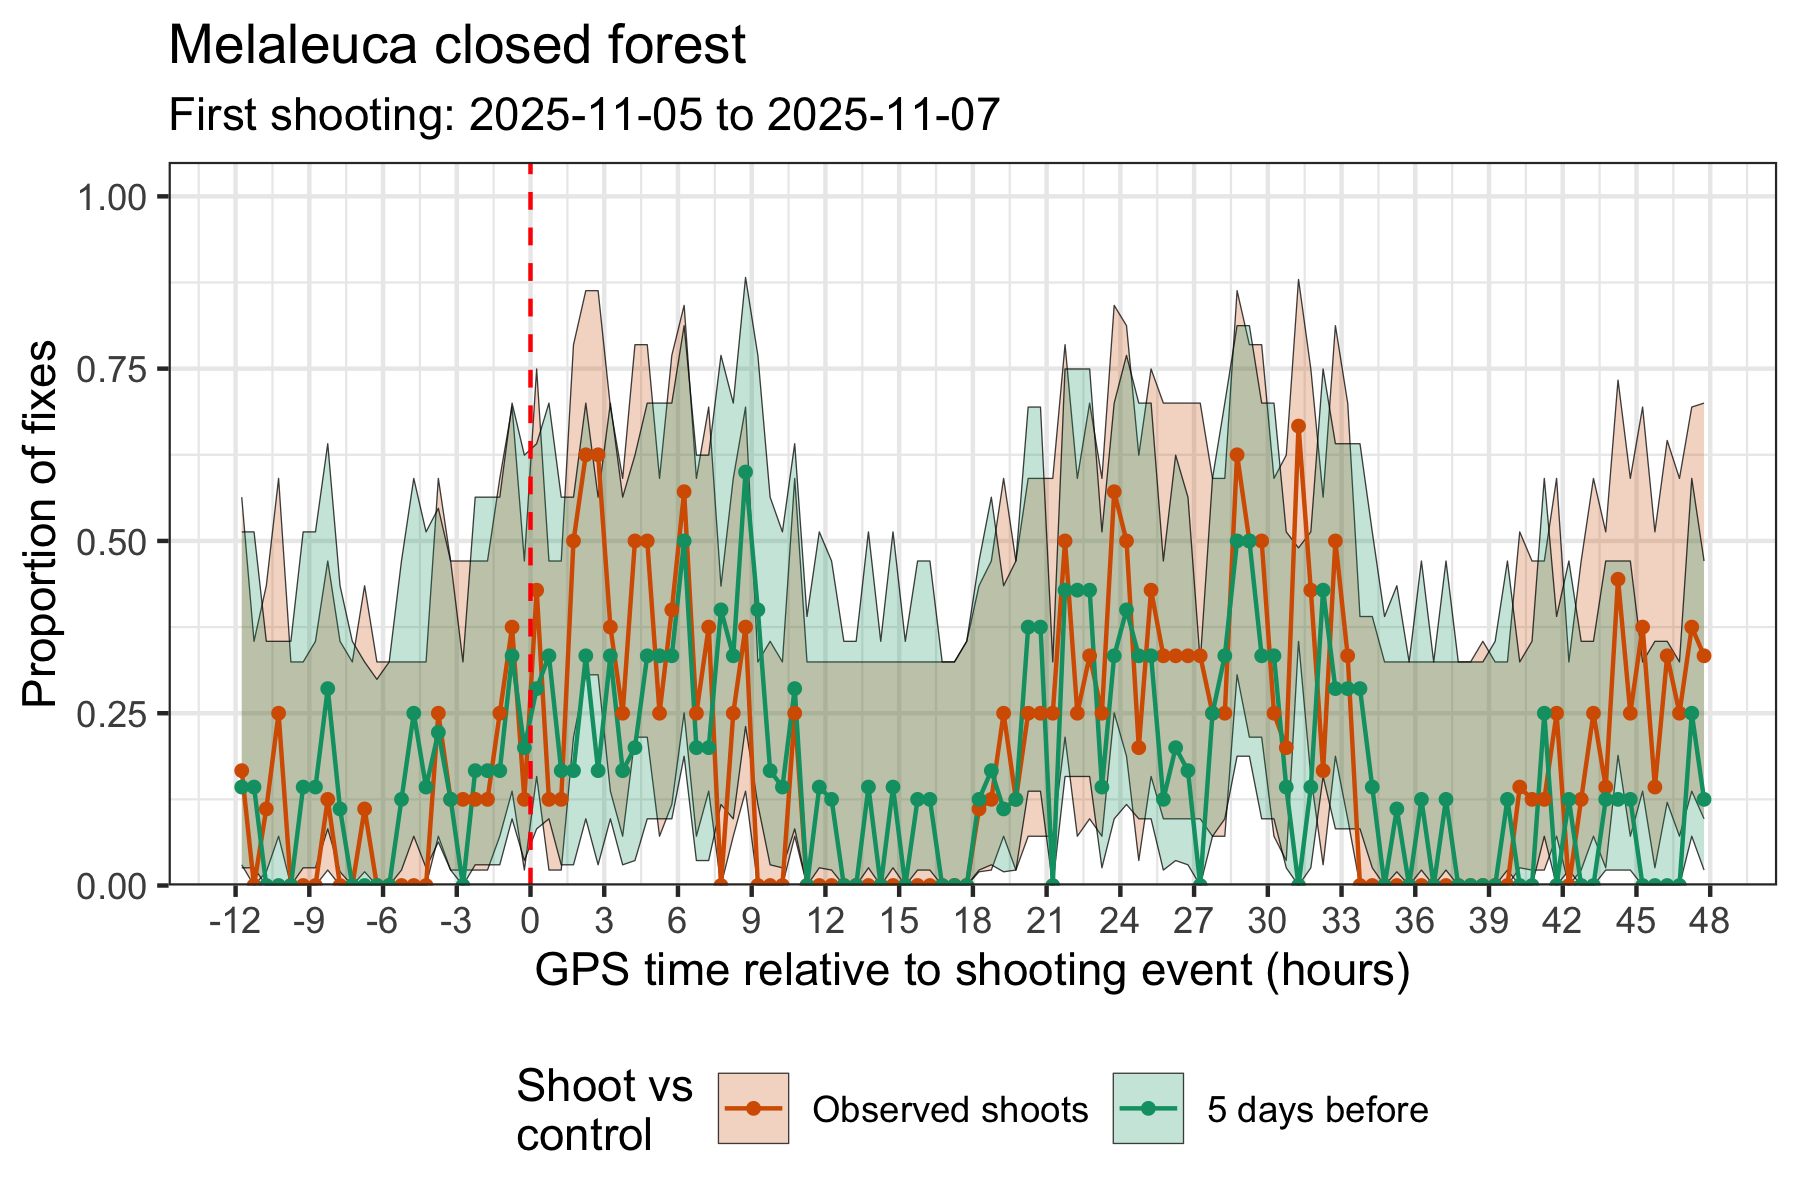 Melaleuca closed forest
First shooting: 2025-11-05 to 2025-11-07
Proportion of fixes
1.00
0.75
0.50
0.25
0.00
-12 -9 -6 -3 0 3 6 9 12 15 18 21 24 27 30 33 36 39 42 45 48
GPS time relative to shooting event (hours)
Shoot vs
control
Observed shoots
5 days before